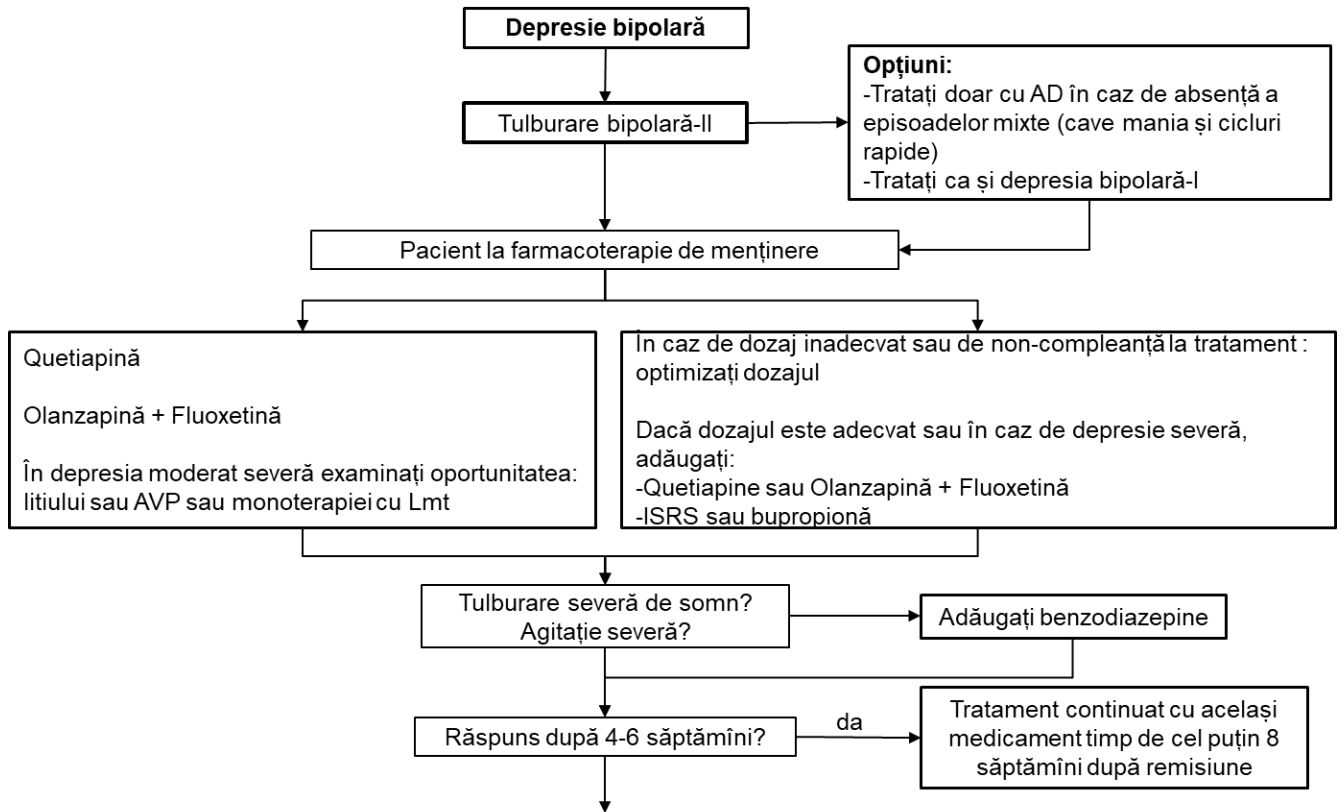 Depresie bipolară
Tulburare bipolară-II
Opțiuni:
-Tratați doar cu AD în caz de absență a
episoadelor mixte (cave mania și cicluri
rapide)
-Tratați ca și depresia bipolară-I
Pacient la farmacoterapie de menținere
Quetiapină
Olanzapină + Fluoxetină
În depresia moderat severă examinați oportunitatea:
litiului sau AVP sau monoterapiei cu Lmt
În caz de dozaj inadecvat sau de non-compleanță la tratament :
optimizați dozajul
Dacă dozajul este adecvat sau în caz de depresie severă,
adăugați:
-Quetiapine sau Olanzapină + Fluoxetină
-ISRS sau bupropionă
Tulburare severă de somn?
Agitație severă?
Adăugați benzodiazepine
Răspuns după 4-6 săptămîni?
da
Tratament continuat cu același
medicament timp de cel puțin 8
săptămîni după remisiune